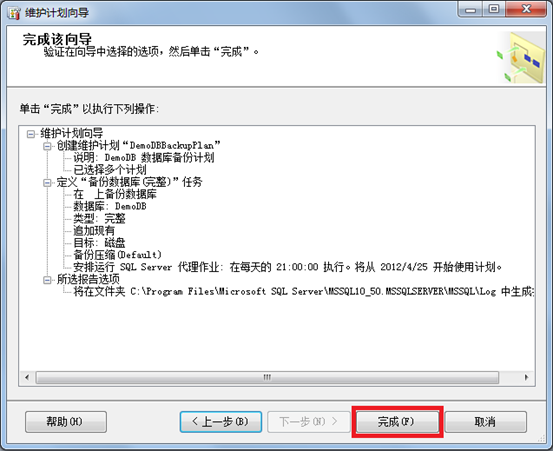 维护计划向导
完成该向导
验证在向导中选择的选项，然后单击“完成”。
单击“完成”以执行下列操作:
维护计划向导
创建维护计划“DemoDBBackupPlan”
说明: DemoDB 数据库备份计划
已选择多个计划
定义“备份数据库(完整)”任务
在 上备份数据库
数据库: DemoDB
类型: 完整
追加现有
目标: 磁盘
备份压缩(Default)
安排运行 SQL Server 代理作业: 在每天的 21:00:00 执行。将从 2012/4/25 开始使用计划。
所选报告选项
将在文件夹 C:\Program Files\Microsoft SQL Server\MSSQL10_50.MSSQLSERVER\MSSQL\Log 中生成
帮助(H) < 上一步(B) 下一步(N) > 完成(F) 取消